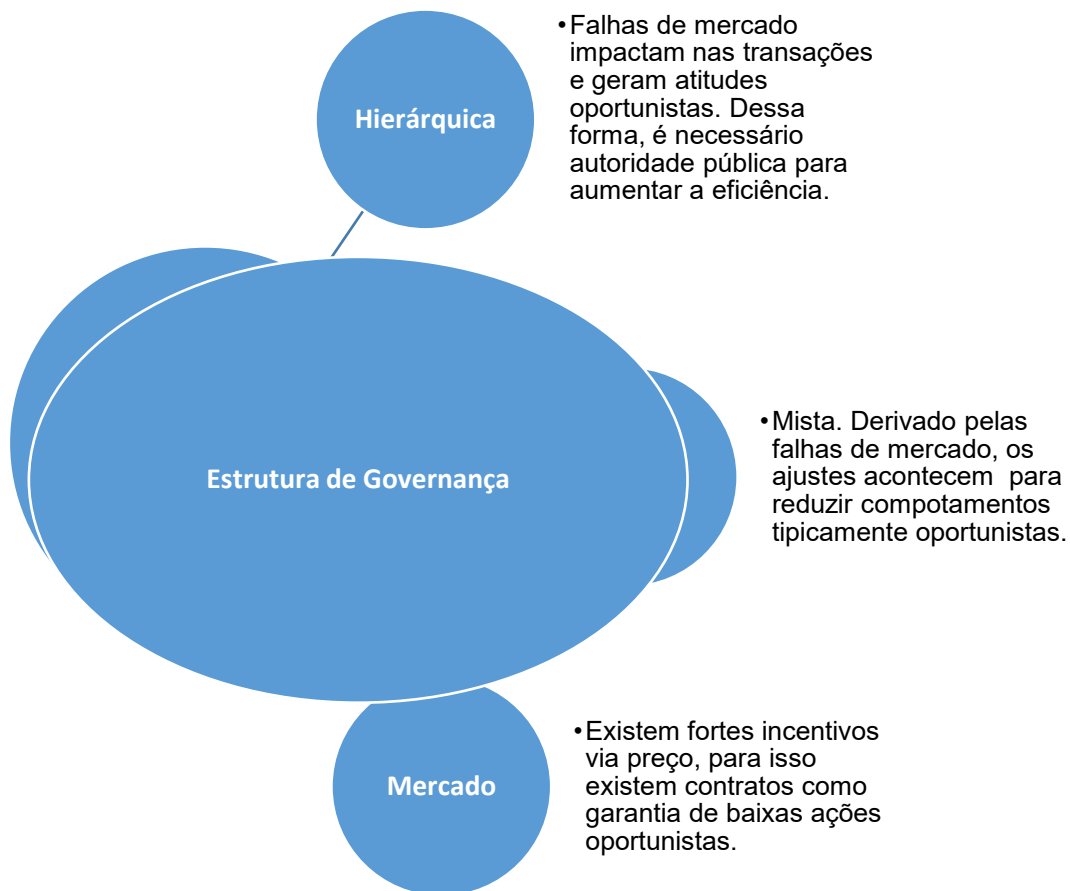 Hierárquica
•Falhas de mercado
impactam nas transações
e geram atitudes
oportunistas. Dessa
forma, é necessário
autoridade pública para
aumentar a eficiência.
Estrutura de Governança
•Mista. Derivado pelas
falhas de mercado, os
ajustes acontecem  para
reduzir compotamentos
tipicamente oportunistas.
Mercado
•Existem fortes incentivos
via preço, para isso
existem contratos como
garantia de baixas ações
oportunistas.